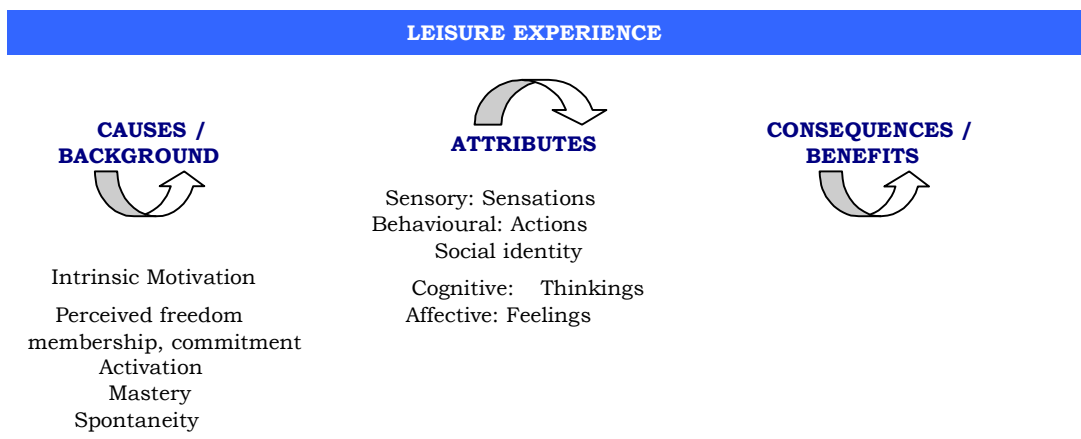 LEISURE EXPERIENCE
CAUSES /
BACKGROUND
Intrinsic Motivation
Perceived freedom
membership, commitment
Activation
Mastery
Spontaneity
ATTRIBUTES
Sensory: Sensations
Behavioural: Actions
Social identity
Cognitive: Thinkings
Affective: Feelings
CONSEQUENCES /
BENEFITS